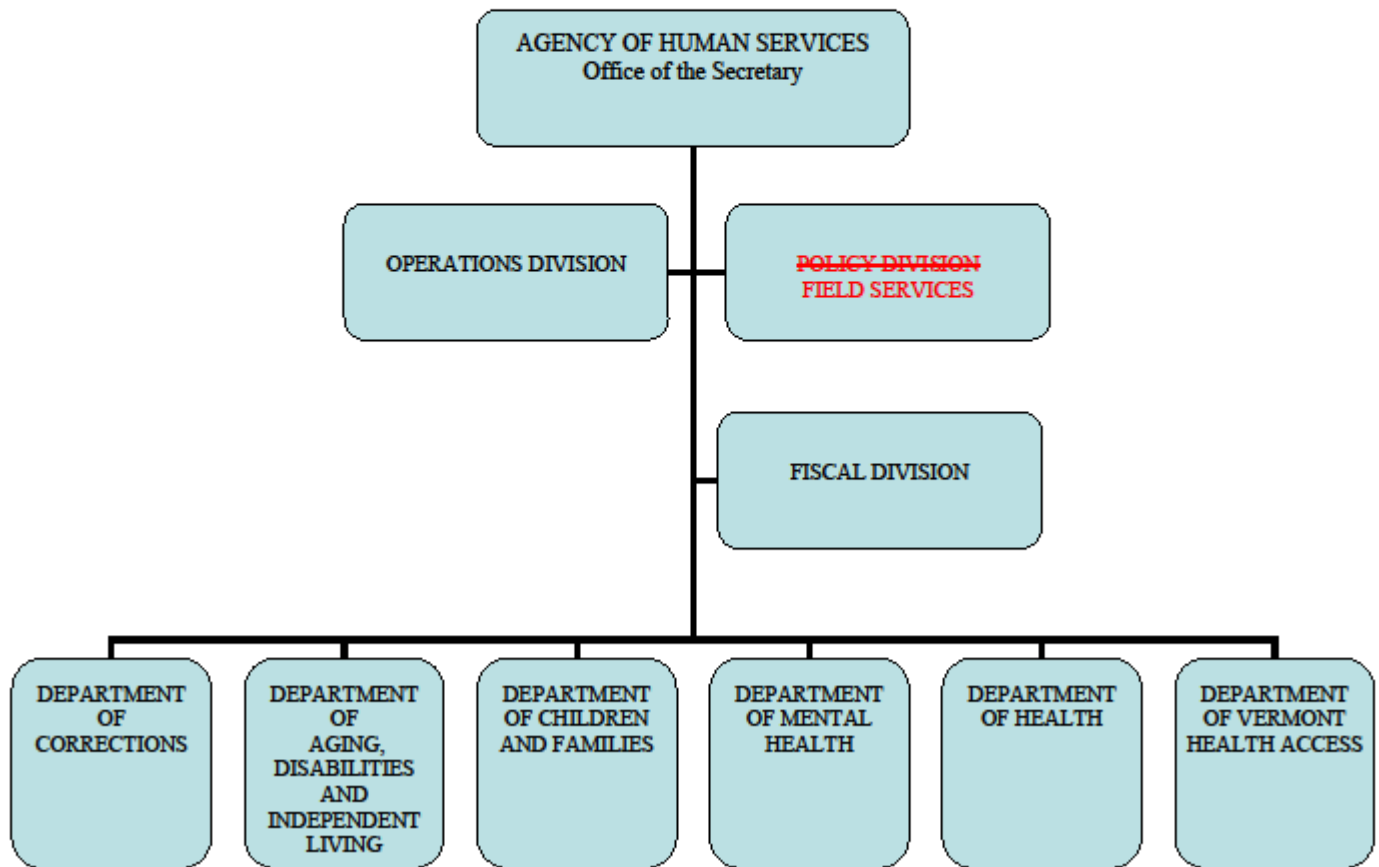 AGENCY OF HUMAN SERVICES
Office of the Secretary
OPERATIONS DIVISION
POLICY DIVISION
FIELD SERVICES
FISCAL DIVISION
DEPARTMENT
OF
CORRECTIONS
DEPARTMENT
OF
AGING,
DISABILITIES
AND
INDEPENDENT
LIVING
DEPARTMENT
OF CHILDREN
AND FAMILIES
DEPARTMENT
OF MENTAL
HEALTH
DEPARTMENT
OF HEALTH
DEPARTMENT
OF VERMONT
HEALTH ACCESS